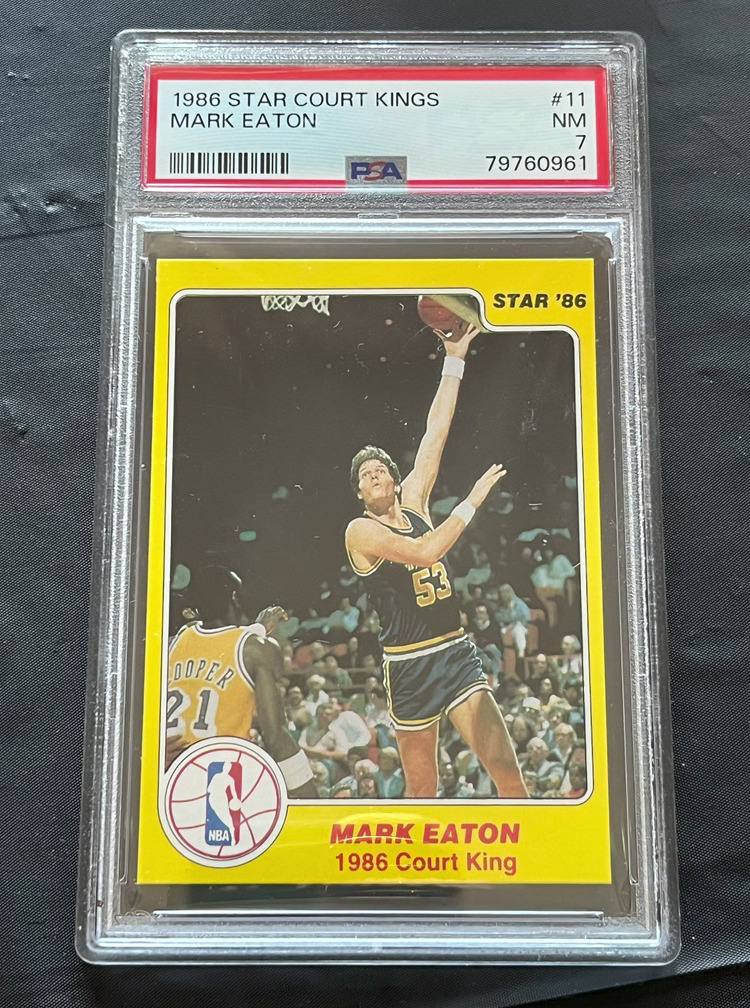 1986 STAR COURT KINGS #11
MARK EATON NM
7
PSA 79760961
STAR '86
53
OOPER
21
NBA
MARK EATON
1986 Court King